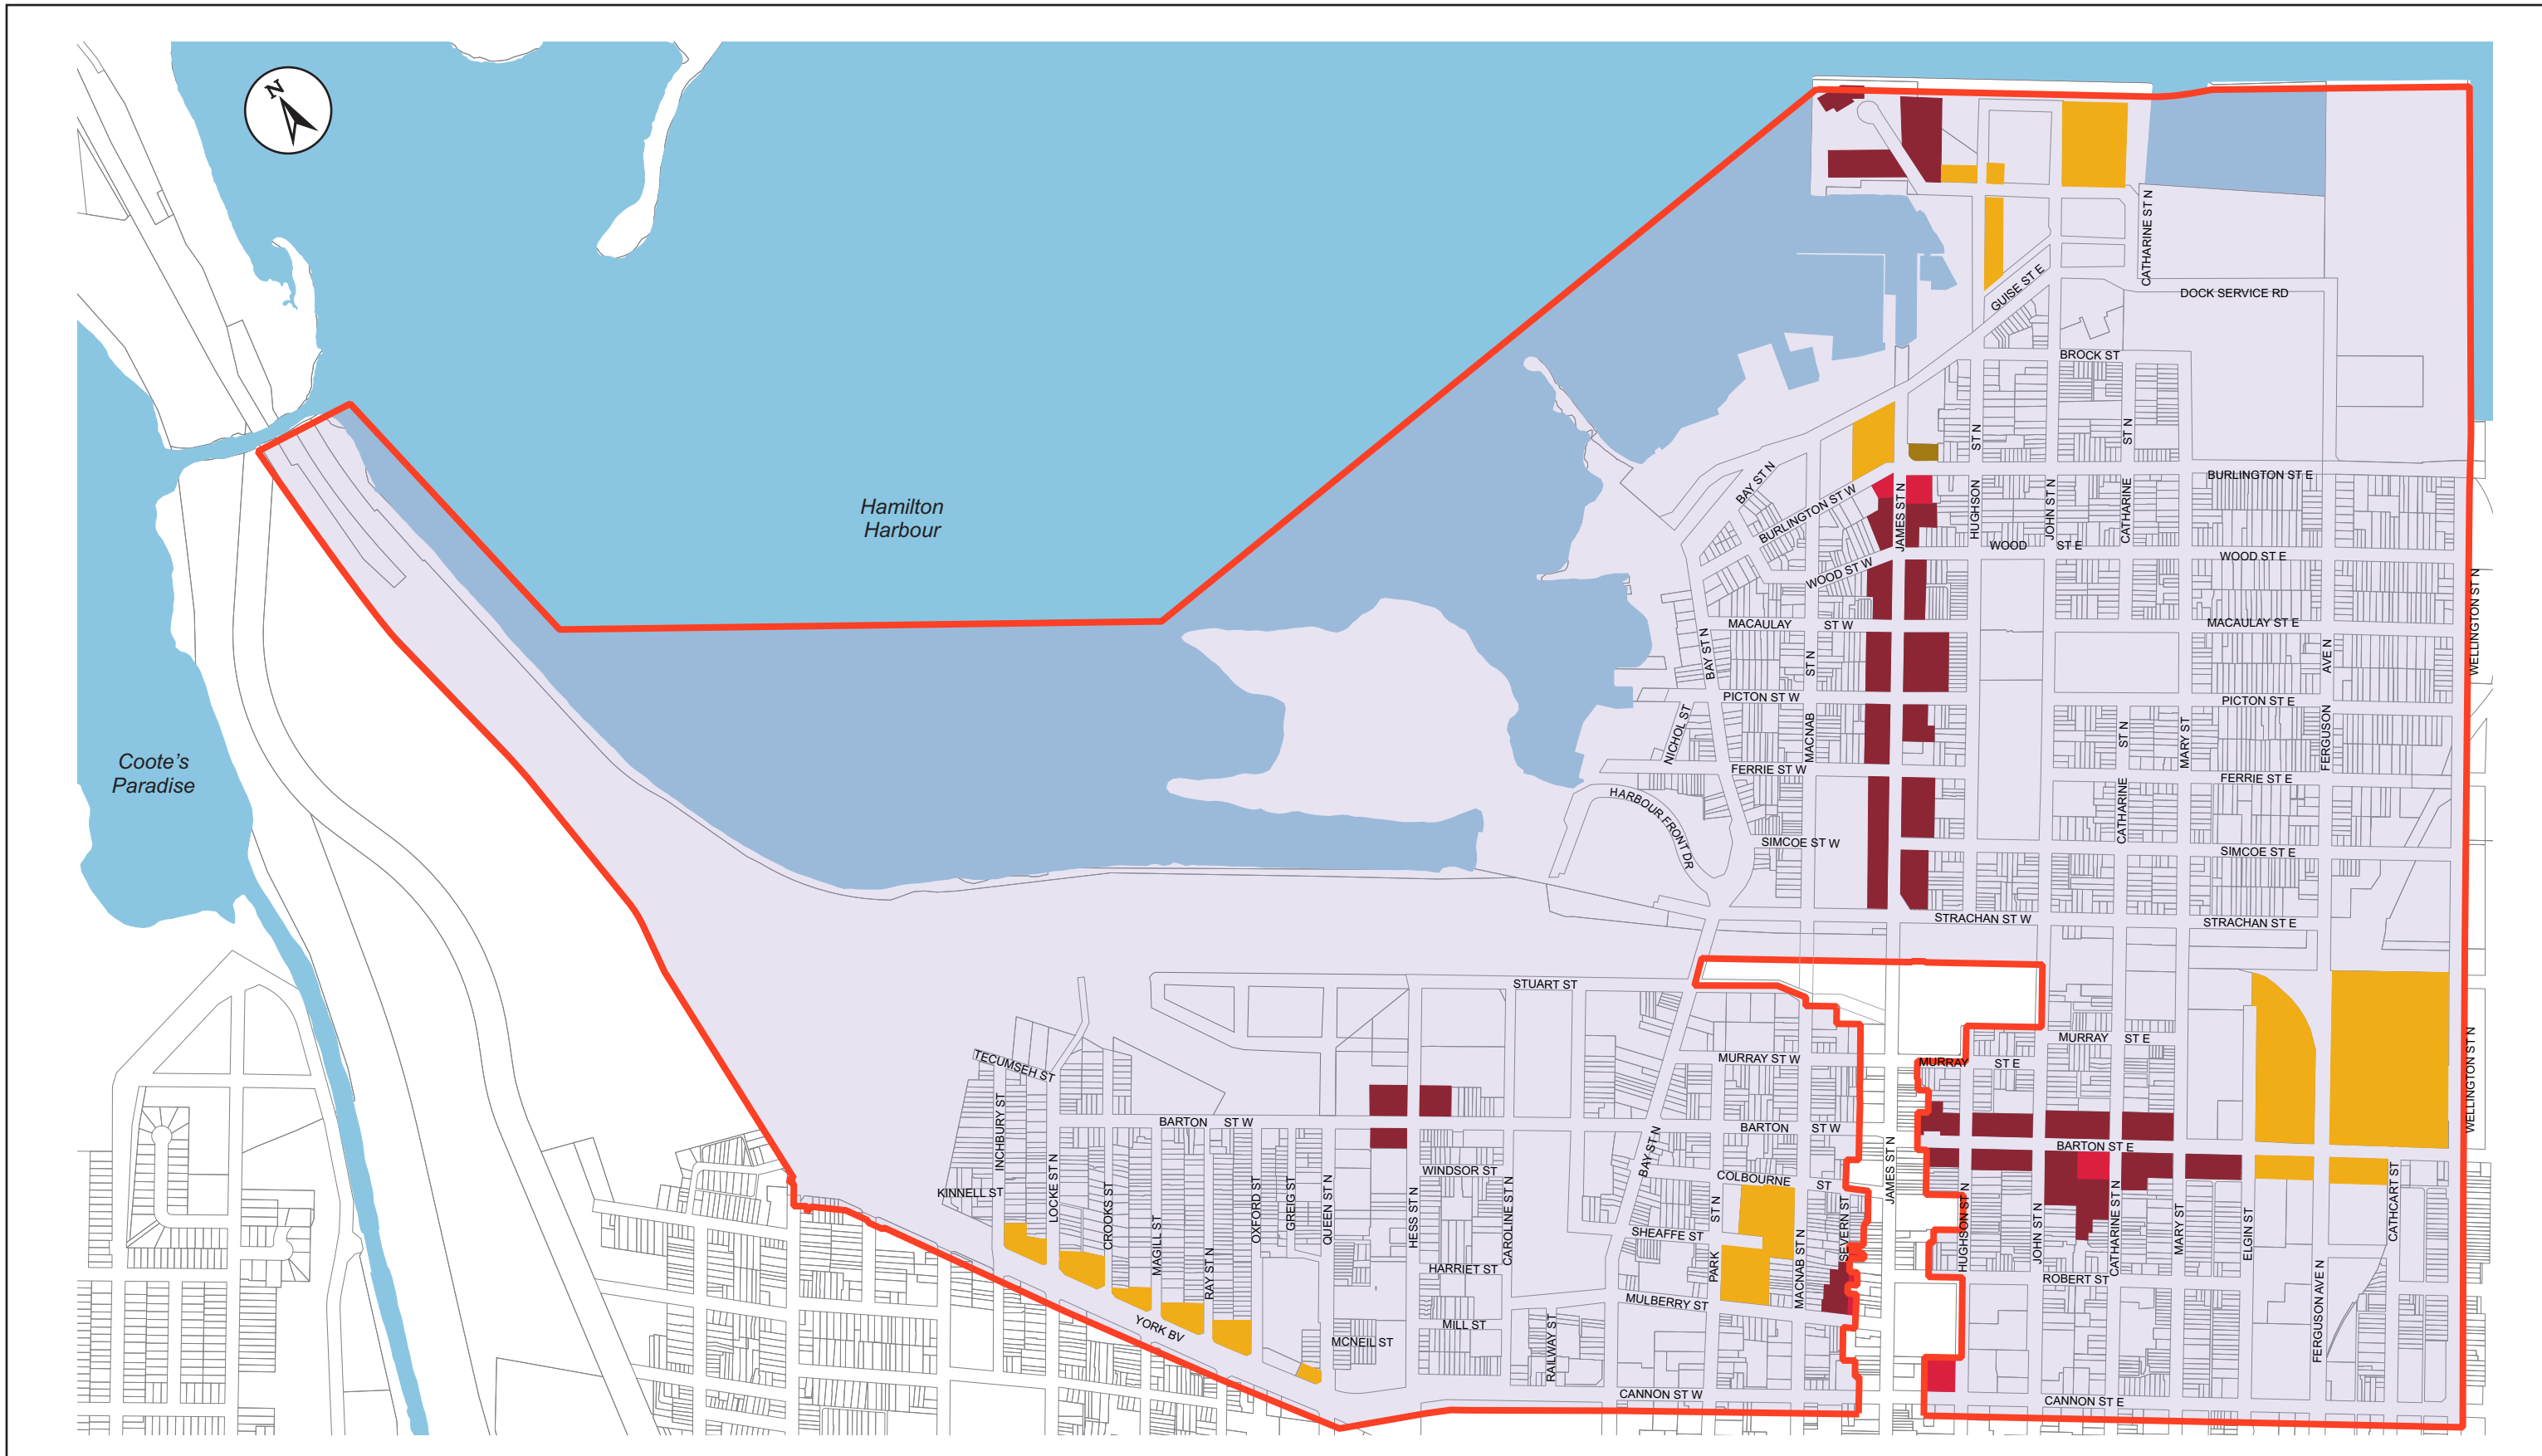 N
CATHARINE ST N
GUISE ST E
DOCK SERVICE RD
BROCK ST
Hamilton
Harbour
ST N
ST N
BAY ST N
BURLINGTON ST W
BURLINGTON ST E
JAMES ST N
HUGHSON
JOHN ST N
CATHARINE
WOOD ST E
WOOD ST E
WOOD ST W
WELLINGTON ST N
MACAULAY ST W
MACAULAY ST E
BAY ST N
ST N
AVE N
PICTON ST W
PICTON ST E
NICHOL ST
MACNAB
ST N
MARY ST
FERGUSON
Coote's
Paradise
FERRIE ST W
FERRIE ST E
HARBOUR FRONT DR
CATHARINE
SIMCOE ST W
SIMCOE ST E
STRACHAN ST W
STRACHAN ST E
STUART ST
WELLINGTON ST N
TECUMSEH ST
MURRAY ST W
MURRAY ST E
MURRAY ST E
INCHBURY ST
BARTON ST W
BARTON ST W
BARTON ST E
BAY ST N
JAMES ST N
WINDSOR ST
COLBOURNE ST
KINNELL ST
LOCKE ST N
CROOKS ST
MAGILL ST
RAY ST N
OXFORD ST
GREIG ST
QUEEN ST N
HESS ST N
CAROLINE ST N
SHEAFFE ST
ST N
PARK
MACNAB ST N
SEVERN ST
HUGHSON ST N
JOHN ST N
CATHARINE ST N
MARY ST
ELGIN ST
CATHCART ST
HARRIET ST
ROBERT ST
MULBERRY ST
YORK BV
MILL ST
MCNEIL ST
RAILWAY ST
FERGUSON AVE N
CANNON ST W
CANNON ST E